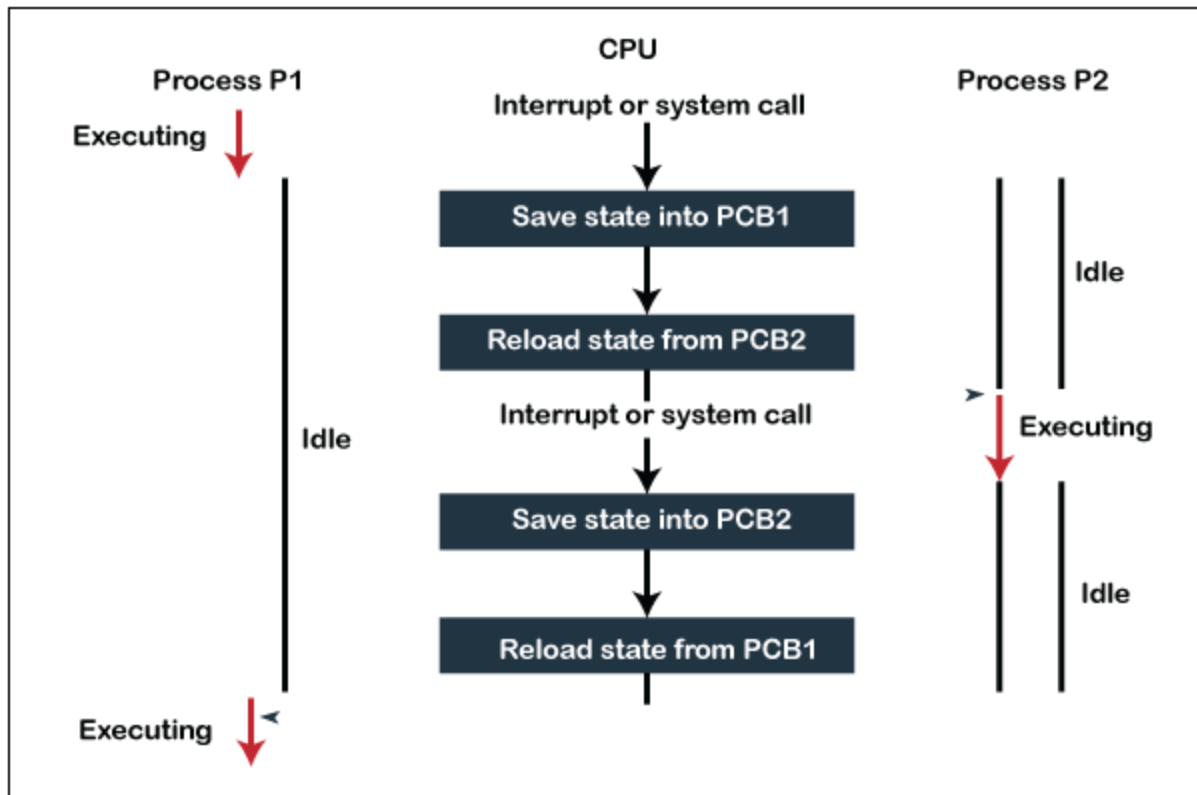 CPU
Process P1
Process P2
Interrupt or system call
Executing
Save state into PCB1
Idle
Reload state from PCB2
Interrupt or system call
Executing
Idle
Save state into PCB2
Idle
Reload state from PCB1
Executing